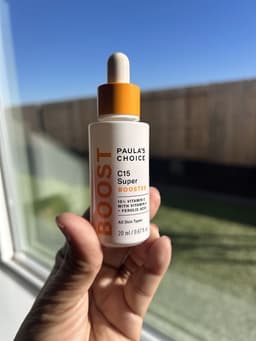 BOOST
PAULA'S
CHOICE
C15
Super
BOOSTER
15% VITAMIN C
WITH VITAMIN E
+ FERULIC ACID
All Skin Types
20 ml / 0.67 fl